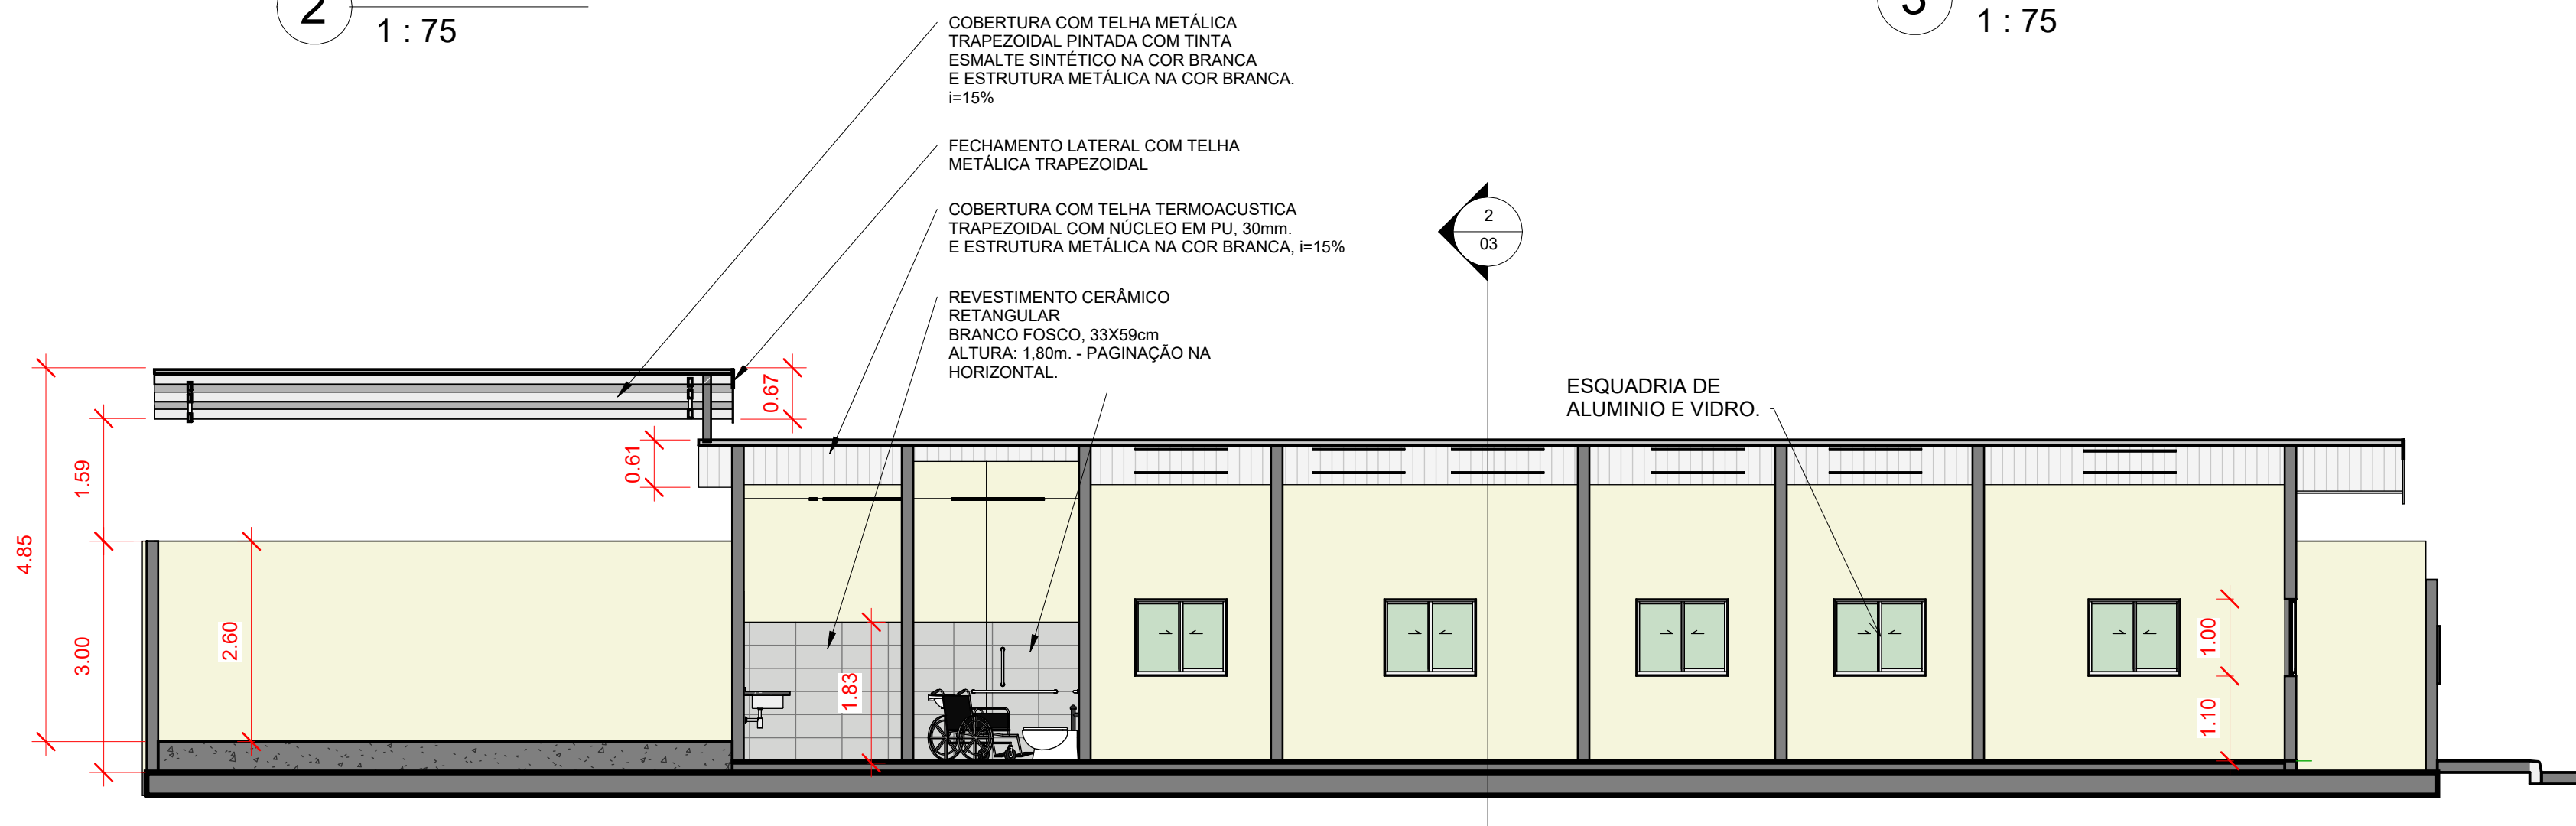 2
1 : 75
3
1 : 75
COBERTURA COM TELHA METÁLICA
TRAPEZOIDAL PINTADA COM TINTA
ESMALTE SINTÉTICO NA COR BRANCA
E ESTRUTURA METÁLICA NA COR BRANCA.
i=15%
FECHAMENTO LATERAL COM TELHA
METÁLICA TRAPEZOIDAL
COBERTURA COM TELHA TERMOACUSTICA
TRAPEZOIDAL COM NÚCLEO EM PU, 30mm.
E ESTRUTURA METÁLICA NA COR BRANCA, i=15%
2
03
REVESTIMENTO CERÂMICO
RETANGULAR
BRANCO FOSCO, 33X59cm
ALTURA: 1,80m. - PAGINAÇÃO NA
HORIZONTAL.
ESQUADRIA DE
ALUMINIO E VIDRO.
0.67
0.61
1.59
4.85
3.00
2.60
1.83
1.00
1.10